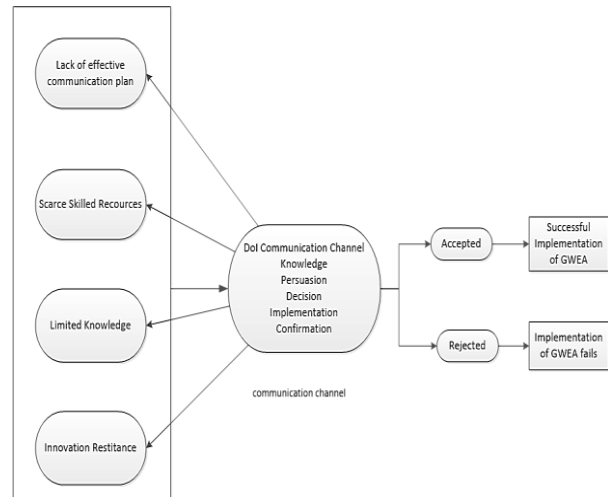 Lack of effective
communication plan
Scarce Skilled Recources
Limited Knowledge
Innovation Restitance
DoI Communication Channel
Knowledge
Persuasion
Decision
Implementation
Confirmation
communication channel
Accepted
Successful
Implementation
of GWEA
Rejected
Implementation
of GWEA fails